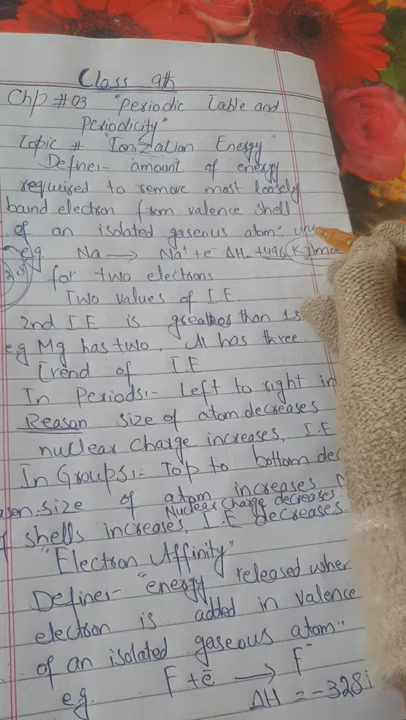 Class 9th
Chp #03 "Periodic Table and
Periodicity"
Topic # "Ionization Energy"
Define:- amount of energy
required to remove most loosely
band electron from valence shell
of an isolated gaseous atom"
e.g. Na → Na⁺ + e⁻ ΔH = +496 KJ/mol
for two electrons
Two values of I.E.
2nd I.E is greather than 1s
eg Mg has two, Al has three
Trend of I.E
In Periods:- Left to right in
Reason size of atom decreases
nuclear charge increases, I.E
In Groups:- Top to bottom dec
size of atom increases
Nuclear charge decreases
shells increases, I.E decreases
"Electron Affinity"
Define:- "energy released when
electron is added in valence
of an isolated gaseous atom"
eg. F + e⁻ → F⁻
ΔH = -328